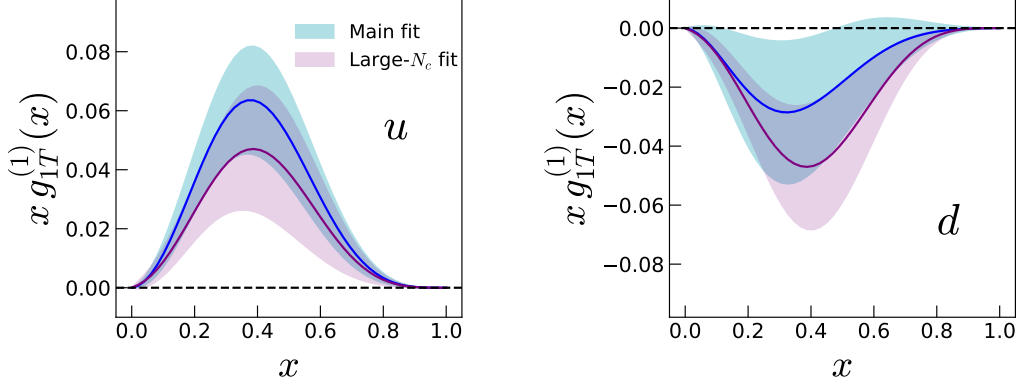 0.08
0.06
0.04
0.02
0.00
x g_{1T}^{(1)}(x)
Main fit
Large-N_c fit
u
0.0 0.2 0.4 0.6 0.8 1.0
x
0.00
−0.02
−0.04
−0.06
−0.08
x g_{1T}^{(1)}(x)
d
0.0 0.2 0.4 0.6 0.8 1.0
x